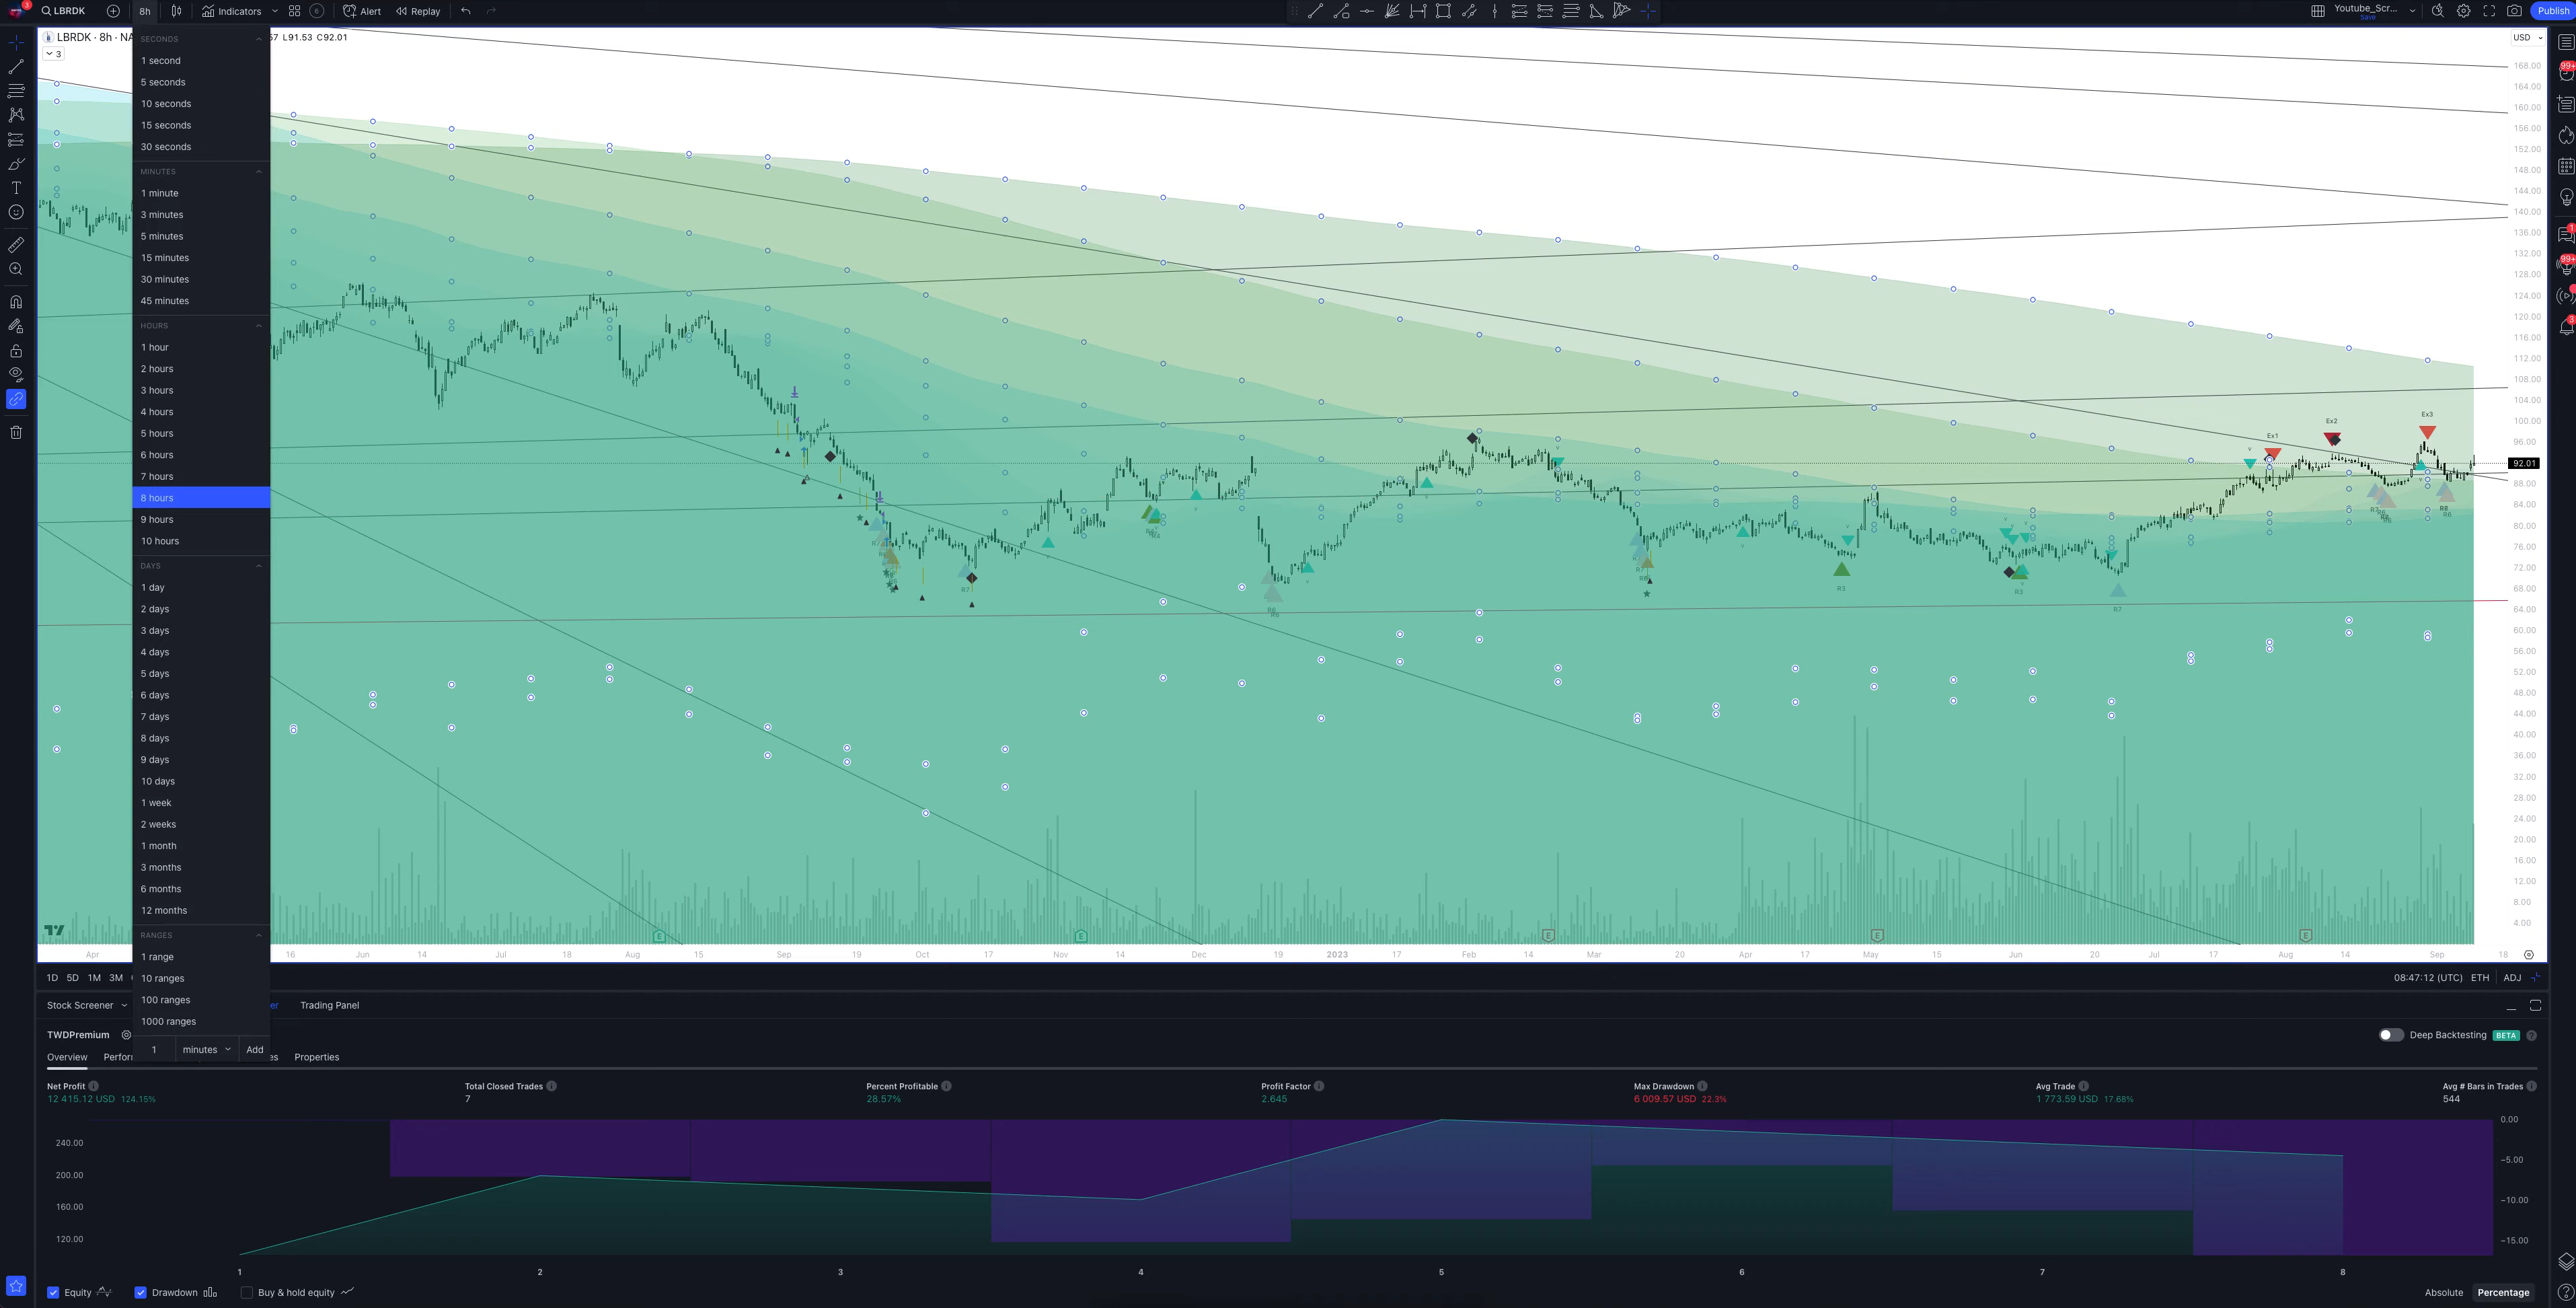 3
LBRDK
8h
Indicators
6
Alert
Replay
Youtube_Scr...
Save
Publish
LBRDK · 8h · NA
57 L91.53 C92.01
3
USD
SECONDS
1 second
5 seconds
10 seconds
15 seconds
30 seconds
MINUTES
1 minute
3 minutes
5 minutes
15 minutes
30 minutes
45 minutes
HOURS
1 hour
2 hours
3 hours
4 hours
5 hours
6 hours
7 hours
8 hours
9 hours
10 hours
DAYS
1 day
2 days
3 days
4 days
5 days
6 days
7 days
8 days
9 days
10 days
1 week
2 weeks
1 month
3 months
6 months
12 months
RANGES
1 range
10 ranges
100 ranges
1000 ranges
1 minutes Add
168.00
164.00
160.00
156.00
152.00
148.00
144.00
140.00
136.00
132.00
128.00
124.00
120.00
116.00
112.00
108.00
104.00
100.00
96.00
92.01
88.00
84.00
80.00
76.00
72.00
68.00
64.00
60.00
56.00
52.00
48.00
44.00
40.00
36.00
32.00
28.00
24.00
20.00
16.00
12.00
8.00
4.00
Ex1
Ex2
Ex3
R7
R3
R3
R7
R8
R6
E
E
E
E
E
Apr 16 Jun 14 Jul 18 Aug 15 Sep 19 Oct 17 Nov 14 Dec 19 2023 17 Feb 14 Mar 20 Apr 17 May 15 Jun 20 Jul 17 Aug 14 Sep 18
1D 5D 1M 3M
08:47:12 (UTC) ETH ADJ
Stock Screener
er
Trading Panel
TWDPremium
Deep Backtesting BETA
Overview
Perforr
es
Properties
Net Profit
12 415.12 USD 124.15%
Total Closed Trades
7
Percent Profitable
28.57%
Profit Factor
2.645
Max Drawdown
6 009.57 USD 22.3%
Avg Trade
1 773.59 USD 17.68%
Avg # Bars in Trades
544
240.00
200.00
160.00
120.00
0.00
−5.00
−10.00
−15.00
1 2 3 4 5 6 7 8
Equity
Drawdown
Buy & hold equity
Absolute
Percentage
99+
1
99+
3